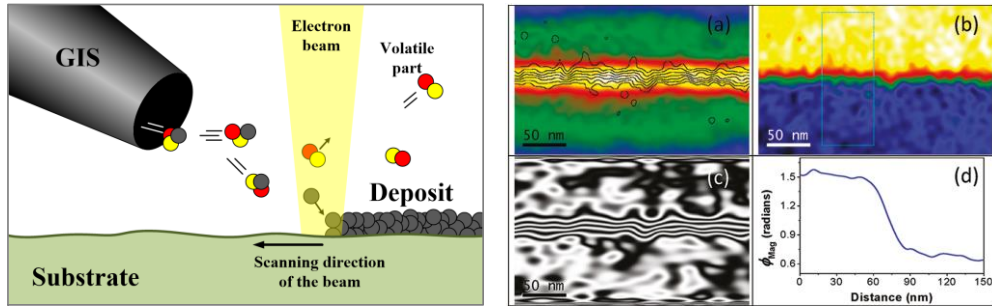 GIS
Electron
beam
Volatile
part
Deposit
Scanning direction
of the beam
Substrate
(a)
50 nm
(b)
50 nm
(c)
50 nm
(d)
1.5
1.2
0.9
0.6
ϕMag (radians)
0 30 60 90 120 150
Distance (nm)